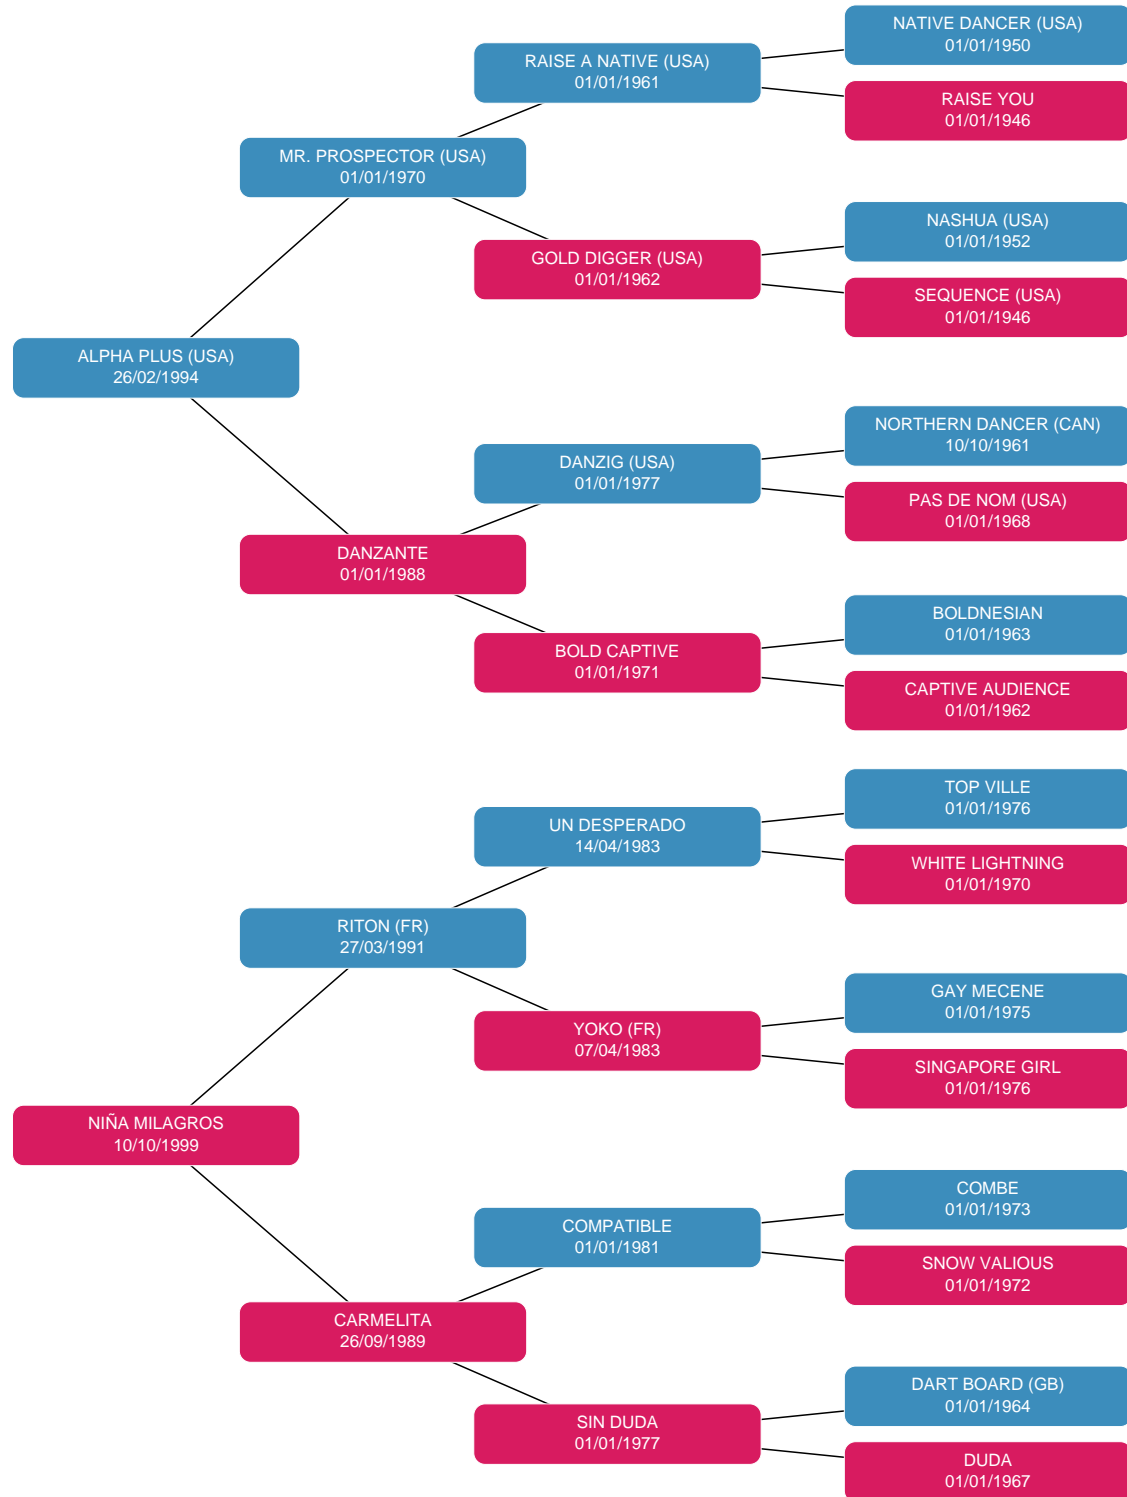 NATIVE DANCER (USA)
01/01/1950
RAISE A NATIVE (USA)
01/01/1961
RAISE YOU
01/01/1946
MR. PROSPECTOR (USA)
01/01/1970
NASHUA (USA)
01/01/1952
GOLD DIGGER (USA)
01/01/1962
SEQUENCE (USA)
01/01/1946
ALPHA PLUS (USA)
26/02/1994
NORTHERN DANCER (CAN)
10/10/1961
DANZIG (USA)
01/01/1977
PAS DE NOM (USA)
01/01/1968
DANZANTE
01/01/1988
BOLDNESIAN
01/01/1963
BOLD CAPTIVE
01/01/1971
CAPTIVE AUDIENCE
01/01/1962
TOP VILLE
01/01/1976
UN DESPERADO
14/04/1983
WHITE LIGHTNING
01/01/1970
RITON (FR)
27/03/1991
GAY MECENE
01/01/1975
YOKO (FR)
07/04/1983
SINGAPORE GIRL
01/01/1976
NIÑA MILAGROS
10/10/1999
COMBE
01/01/1973
COMPATIBLE
01/01/1981
SNOW VALIOUS
01/01/1972
CARMELITA
26/09/1989
DART BOARD (GB)
01/01/1964
SIN DUDA
01/01/1977
DUDA
01/01/1967